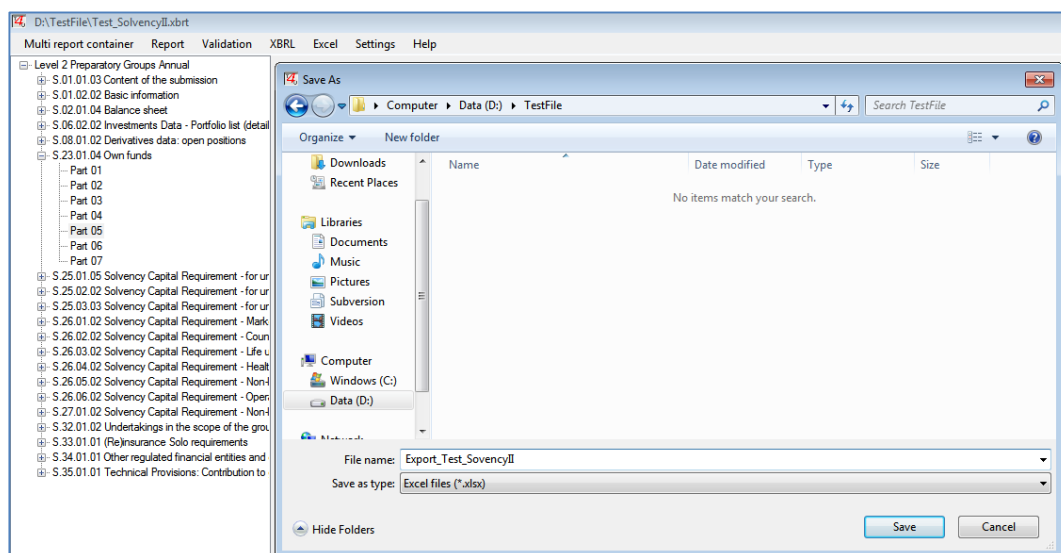 D:\TestFile\Test_SolvencyII.xbrt
Multi report container Report Validation XBRL Excel Settings Help
Level 2 Preparatory Groups Annual
S.01.01.03 Content of the submission
S.01.02.02 Basic information
S.02.01.04 Balance sheet
S.06.02.02 Investments Data - Portfolio list (detail
S.08.01.02 Derivatives data: open positions
S.23.01.04 Own funds
Part 01
Part 02
Part 03
Part 04
Part 05
Part 06
Part 07
S.25.01.05 Solvency Capital Requirement - for ur
S.25.02.02 Solvency Capital Requirement - for ur
S.25.03.03 Solvency Capital Requirement - for ur
S.26.01.02 Solvency Capital Requirement - Mark
S.26.02.02 Solvency Capital Requirement - Coun
S.26.03.02 Solvency Capital Requirement - Life u
S.26.04.02 Solvency Capital Requirement - Healt
S.26.05.02 Solvency Capital Requirement - Non-l
S.26.06.02 Solvency Capital Requirement - Oper
S.27.01.02 Solvency Capital Requirement - Non-l
S.32.01.02 Undertakings in the scope of the grou
S.33.01.01 (Re)insurance Solo requirements
S.34.01.01 Other regulated financial entities and
S.35.01.01 Technical Provisions: Contribution to
Save As
Computer Data (D:) TestFile
Search TestFile
Organize New folder
Downloads
Recent Places
Libraries
Documents
Music
Pictures
Subversion
Videos
Computer
Windows (C:)
Data (D:)
Network
Name Date modified Type Size
No items match your search.
File name: Export_Test_SovencyII
Save as type: Excel files (*.xlsx)
Hide Folders
Save Cancel